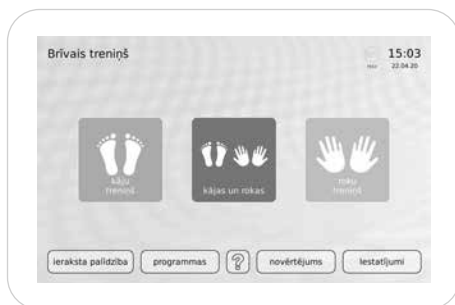 Brīvais treniņš
15:03
22.04.20
kāju
treniņš
kājas un rokas
roku
treniņš
ieraksta palīdzība
programmas
?
novērtējums
Iestatījumi